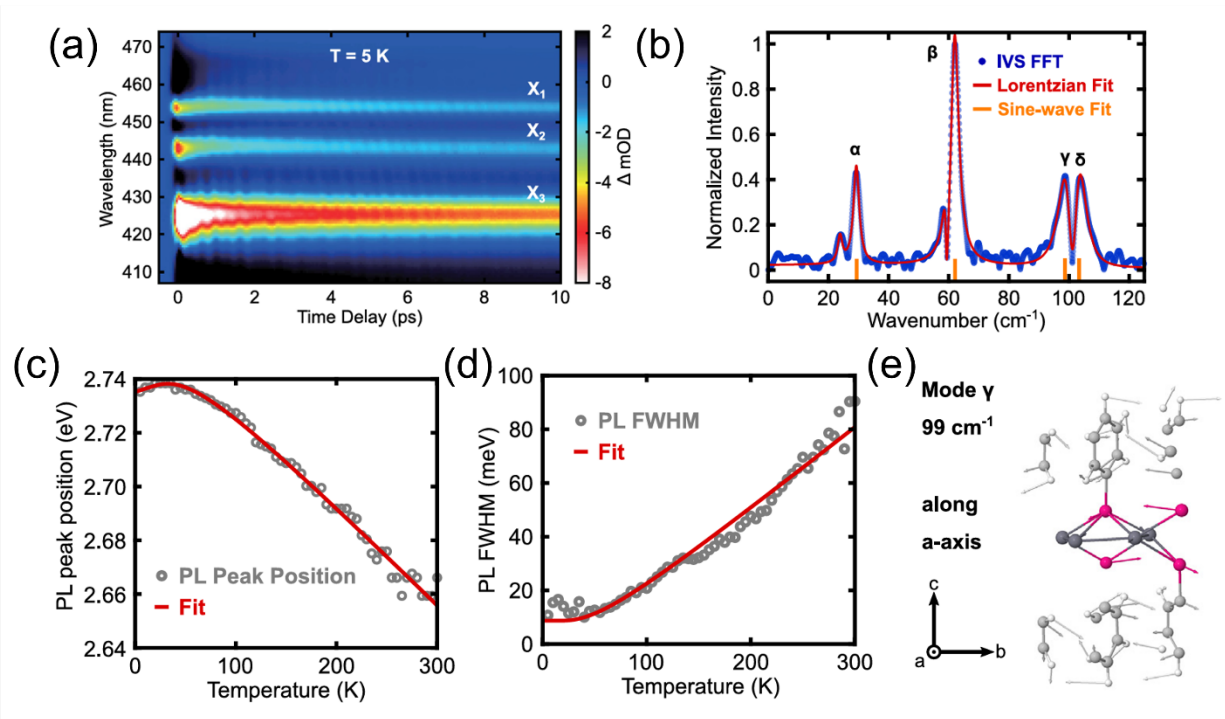 (a)
T = 5 K
X₁
X₂
X₃
470
460
450
440
430
420
410
Wavelength (nm)
0
2
4
6
8
10
Time Delay (ps)
2
0
-2
-4
-6
-8
Δ mOD
(b)
Normalized Intensity
1
0.8
0.6
0.4
0.2
0
α
β
γ
δ
IVS FFT
Lorentzian Fit
Sine-wave Fit
0
20
40
60
80
100
120
Wavenumber (cm⁻¹)
(c)
PL peak position (eV)
2.74
2.72
2.70
2.68
2.66
2.64
PL Peak Position
Fit
0
100
200
300
Temperature (K)
(d)
PL FWHM (meV)
100
80
60
40
20
0
PL FWHM
Fit
0
100
200
300
Temperature (K)
(e)
Mode γ
99 cm⁻¹
along
a-axis
c
a
b